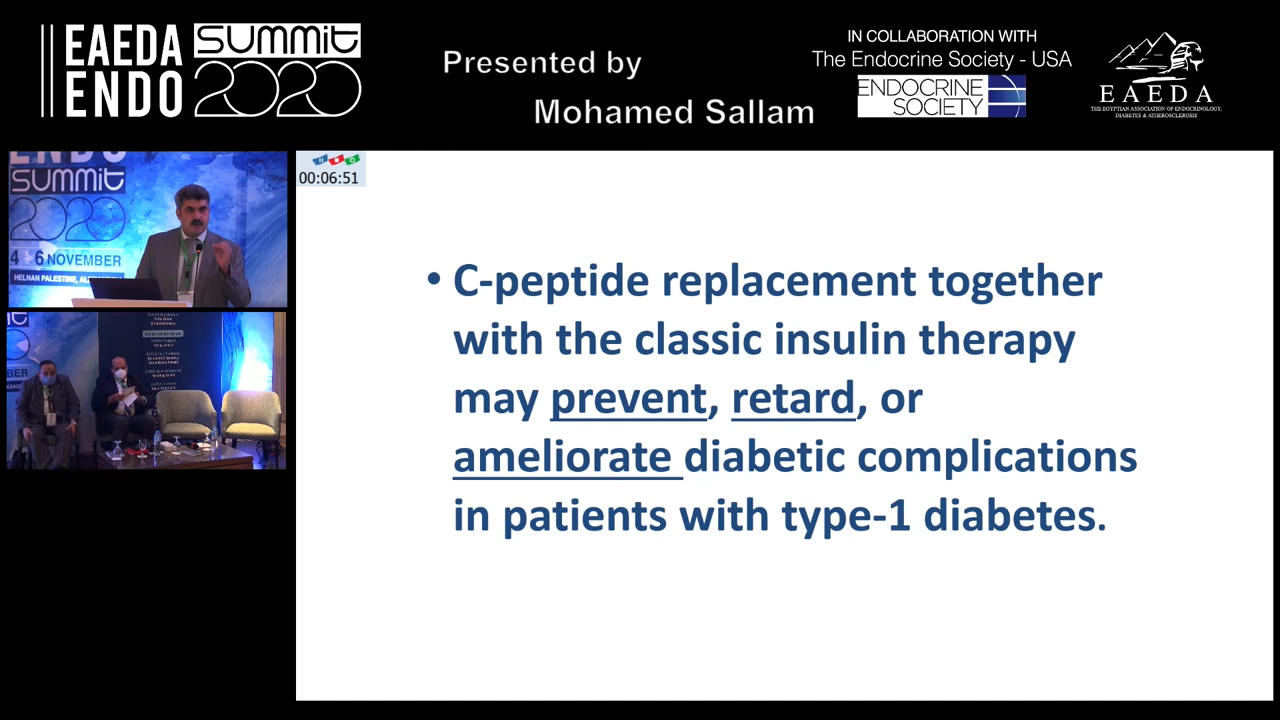 EAEDA
ENDO
summit
2020
Presented by
Mohamed Sallam
IN COLLABORATION WITH
The Endocrine Society - USA
ENDOCRINE
SOCIETY
EAEDA
THE EGYPTIAN ASSOCIATION OF ENDOCRINOLOGY,
DIABETES & ATHEROSCLEROSIS
summit
2020
4 - 6 NOVEMBER
HELNAN PALESTINE,
00:06:51
• C-peptide replacement together
with the classic insulin therapy
may prevent, retard, or
ameliorate diabetic complications
in patients with type-1 diabetes.